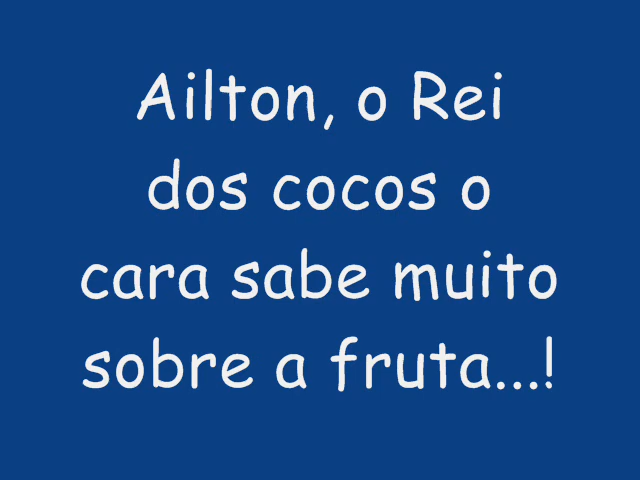 Ailton, o Rei
dos cocos o
cara sabe muito
sobre a fruta...!